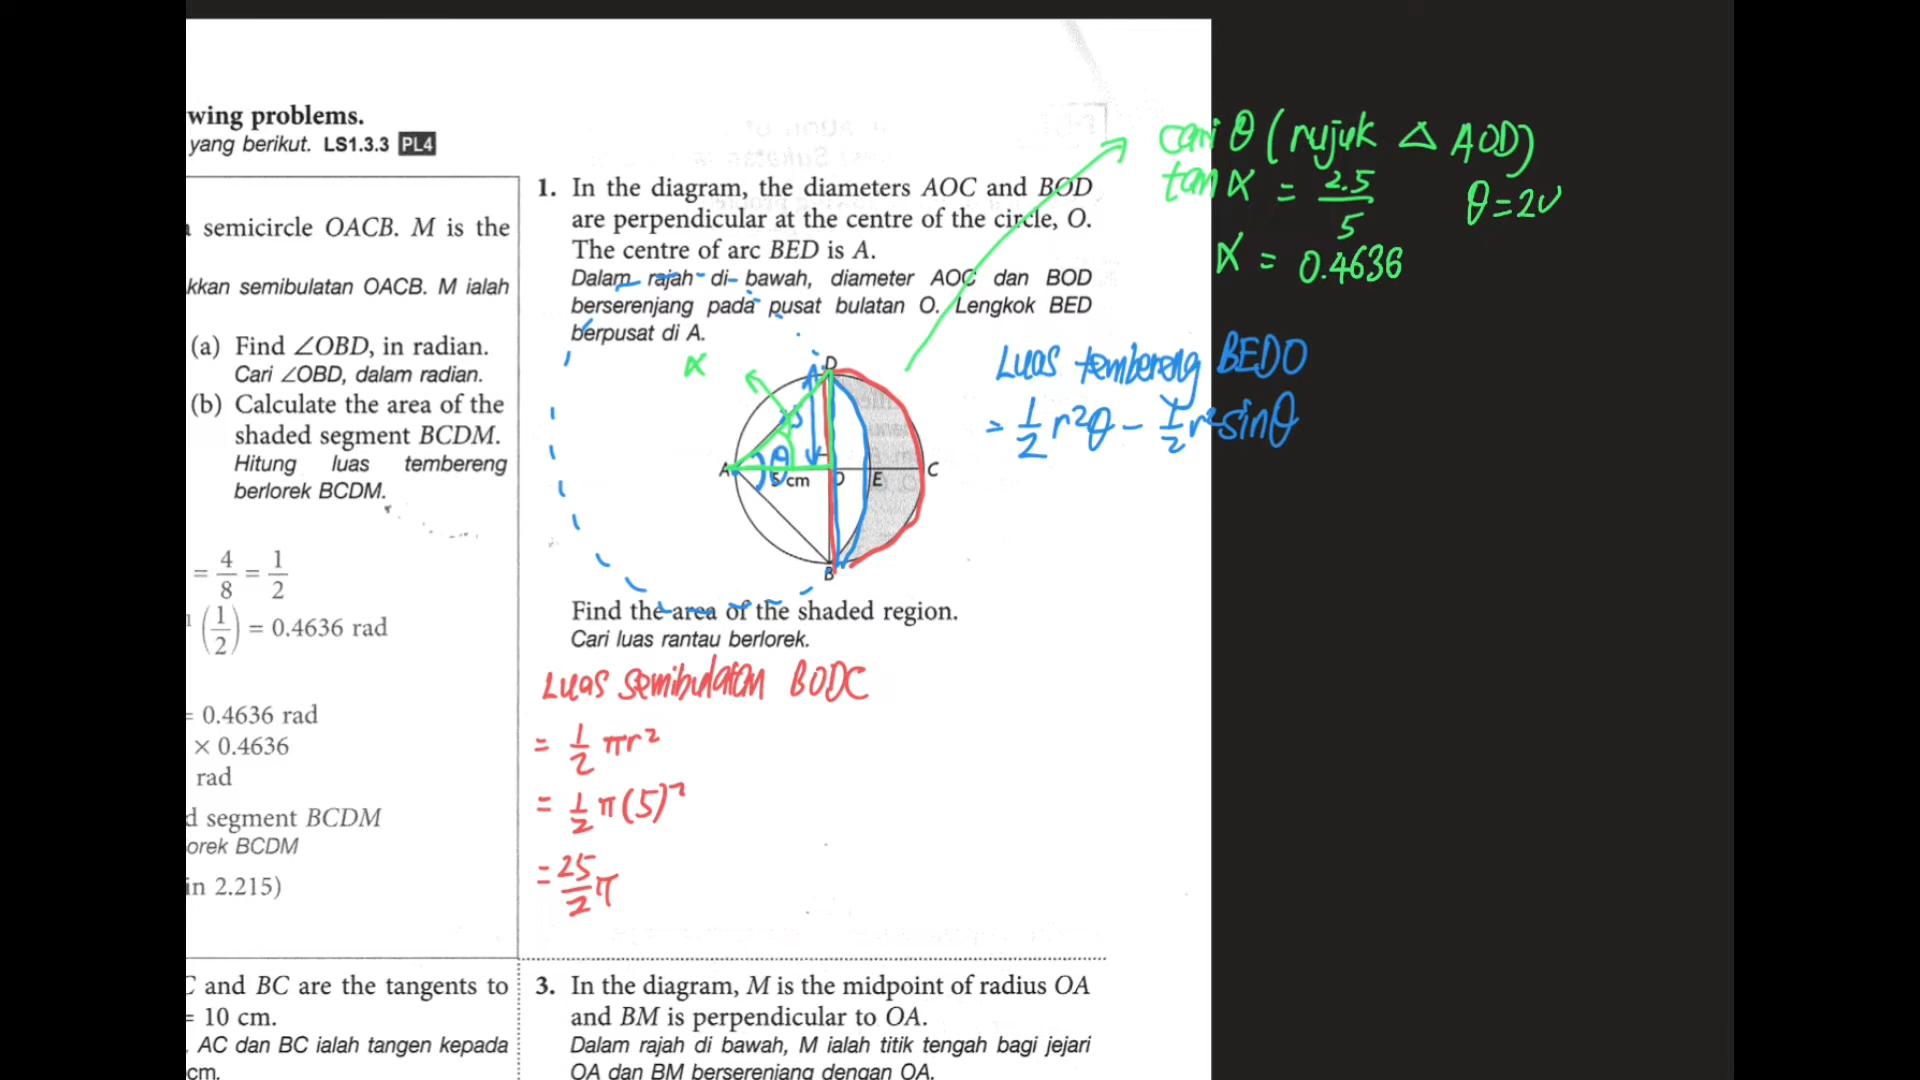 wing problems.
yang berikut. LS1.3.3 PL4
semicircle OACB. M is the
kkan semibulatan OACB. M ialah
(a) Find ∠OBD, in radian.
Cari ∠OBD, dalam radian.
(b) Calculate the area of the
shaded segment BCDM.
Hitung luas tembereng
berlorek BCDM.
= 4/8 = 1/2
(1/2) = 0.4636 rad
= 0.4636 rad
× 0.4636
rad
d segment BCDM
orek BCDM
in 2.215)
C and BC are the tangents to
= 10 cm.
AC dan BC ialah tangen kepada
cm.
1. In the diagram, the diameters AOC and BOD
are perpendicular at the centre of the circle, O.
The centre of arc BED is A.
Dalam rajah di bawah, diameter AOC dan BOD
berserenjang pada pusat bulatan O. Lengkok BED
berpusat di A.
α
D
A
θ
5 cm
O
E
C
B
Find the area of the shaded region.
Cari luas rantau berlorek.
Luas semibulatan BODC
= 1/2 πr²
= 1/2 π(5)²
= 25/2 π
3. In the diagram, M is the midpoint of radius OA
and BM is perpendicular to OA.
Dalam rajah di bawah, M ialah titik tengah bagi jejari
OA dan BM berserenjang dengan OA.
cari θ (rujuk △ AOD)
tan α = 2.5/5
θ = 2
α = 0.4636
Luas tembereng BEDO
= 1/2 r²θ − 1/2 r² sin θ